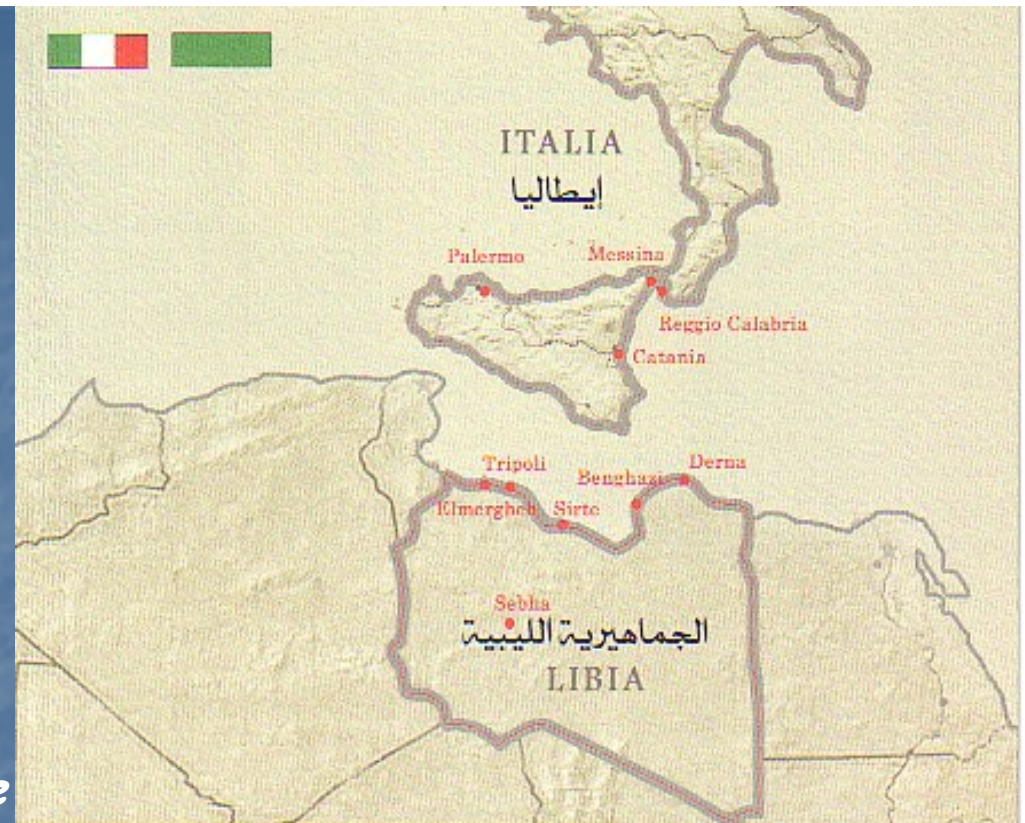 ITALIA
إيطاليا
Palermo
Messina
Reggio Calabria
Catania
Tripoli
Derna
Benghazi
Elmergheb
Sirte
Sebha
الجماهيرية الليبية
LIBIA
e